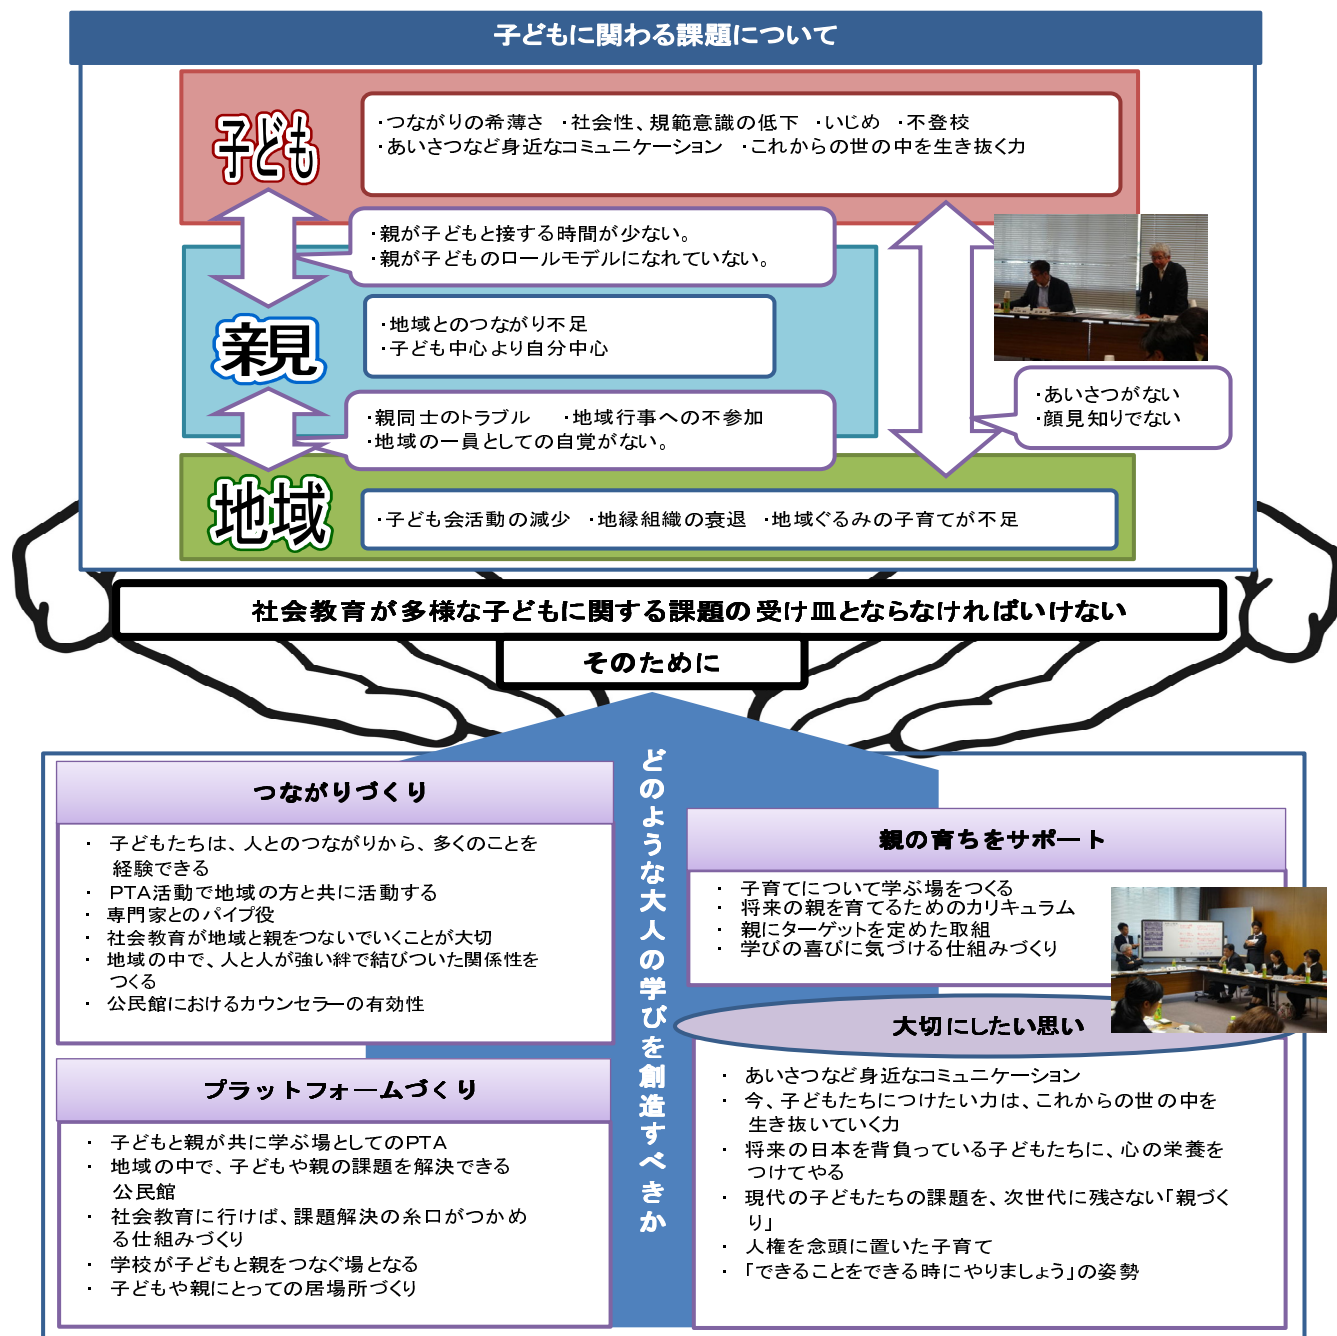 子どもに関わる課題について
子ども
・つながりの希薄さ ・社会性、規範意識の低下 ・いじめ ・不登校
・あいさつなど身近なコミュニケーション ・これからの世の中を生き抜く力
・親が子どもと接する時間が少ない。
・親が子どものロールモデルになれていない。
親
・地域とのつながり不足
・子ども中心より自分中心
・あいさつがない
・顔見知りでない
・親同士のトラブル ・地域行事への不参加
・地域の一員としての自覚がない。
地域
・子ども会活動の減少 ・地縁組織の衰退 ・地域ぐるみの子育てが不足
社会教育が多様な子どもに関する課題の受け皿とならなければいけない
そのために
どのような大人の学びを創造すべきか
つながりづくり
・ 子どもたちは、人とのつながりから、多くのことを
経験できる
・ PTA活動で地域の方と共に活動する
・ 専門家とのパイプ役
・ 社会教育が地域と親をつないでいくことが大切
・ 地域の中で、人と人が強い絆で結びついた関係性を
つくる
・ 公民館におけるカウンセラーの有効性
プラットフォームづくり
・ 子どもと親が共に学ぶ場としてのPTA
・ 地域の中で、子どもや親の課題を解決できる
公民館
・ 社会教育に行けば、課題解決の糸口がつかめ
る仕組みづくり
・ 学校が子どもと親をつなぐ場となる
・ 子どもや親にとっての居場所づくり
親の育ちをサポート
・ 子育てについて学ぶ場をつくる
・ 将来の親を育てるためのカリキュラム
・ 親にターゲットを定めた取組
・ 学びの喜びに気づける仕組みづくり
大切にしたい思い
・ あいさつなど身近なコミュニケーション
・ 今、子どもたちにつけたい力は、これからの世の中を
生き抜いていく力
・ 将来の日本を背負っている子どもたちに、心の栄養を
つけてやる
・ 現代の子どもたちの課題を、次世代に残さない「親づく
り」
・ 人権を念頭に置いた子育て
・ 「できることをできる時にやりましょう」の姿勢